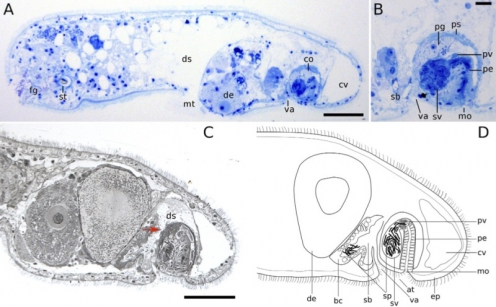 A
ds
co
fg
st
de
cv
mt
va
B
pg
ps
pv
pe
sb
va
sv
mo
C
ds
D
pv
pe
cv
mo
de
bc
sb
sp
sv
at
va
ep